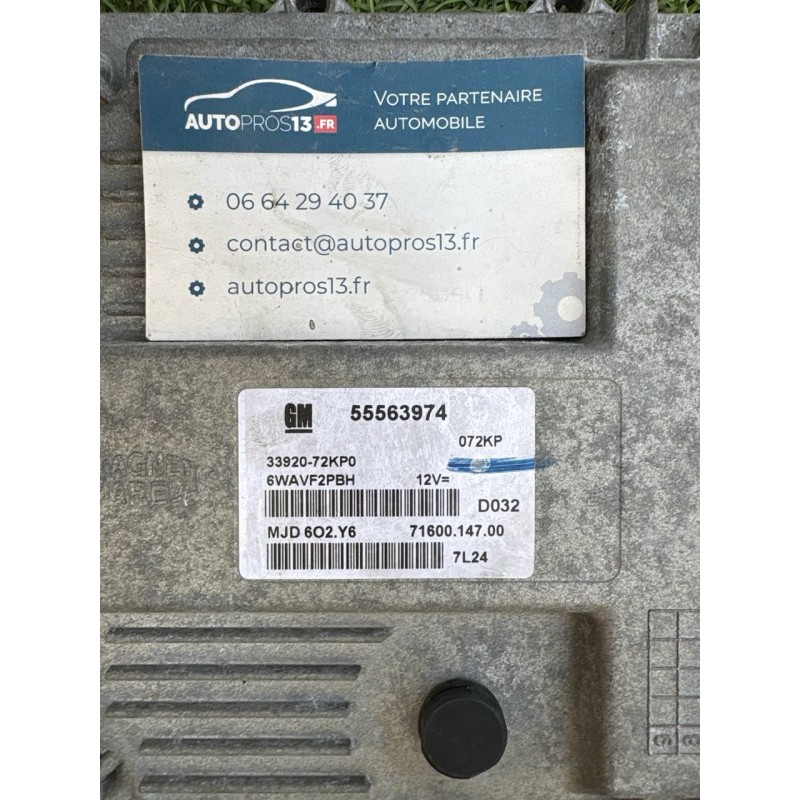 AUTOPROS13.FR
VOTRE PARTENAIRE
AUTOMOBILE
06 64 29 40 37
contact@autopros13.fr
autopros13.fr
GM 55563974
072KP
33920-72KP0
6WAVF2PBH 12V=
D032
MJD 6O2.Y6 71600.147.00
7L24